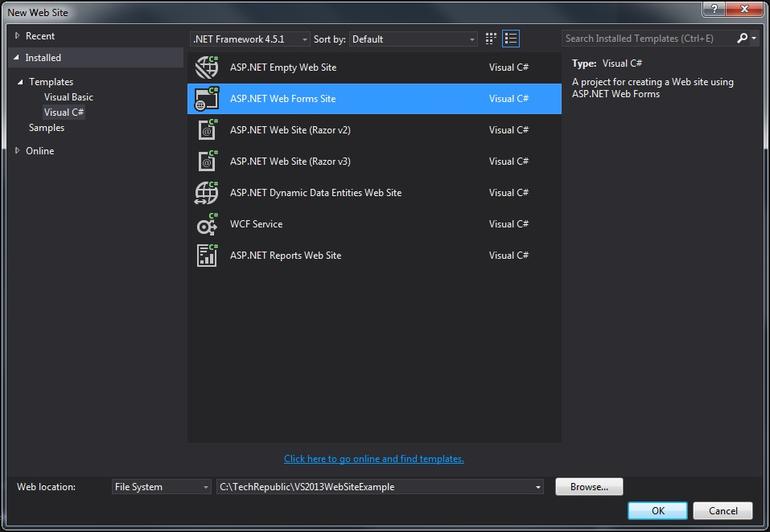 New Web Site
?
Recent
Installed
Templates
Visual Basic
Visual C#
Samples
Online
.NET Framework 4.5.1
Sort by: Default
ASP.NET Empty Web Site Visual C#
ASP.NET Web Forms Site Visual C#
ASP.NET Web Site (Razor v2) Visual C#
ASP.NET Web Site (Razor v3) Visual C#
ASP.NET Dynamic Data Entities Web Site Visual C#
WCF Service Visual C#
ASP.NET Reports Web Site Visual C#
Search Installed Templates (Ctrl+E)
Type: Visual C#
A project for creating a Web site using
ASP.NET Web Forms
Click here to go online and find templates.
Web location: File System C:\TechRepublic\VS2013WebSiteExample Browse...
OK Cancel